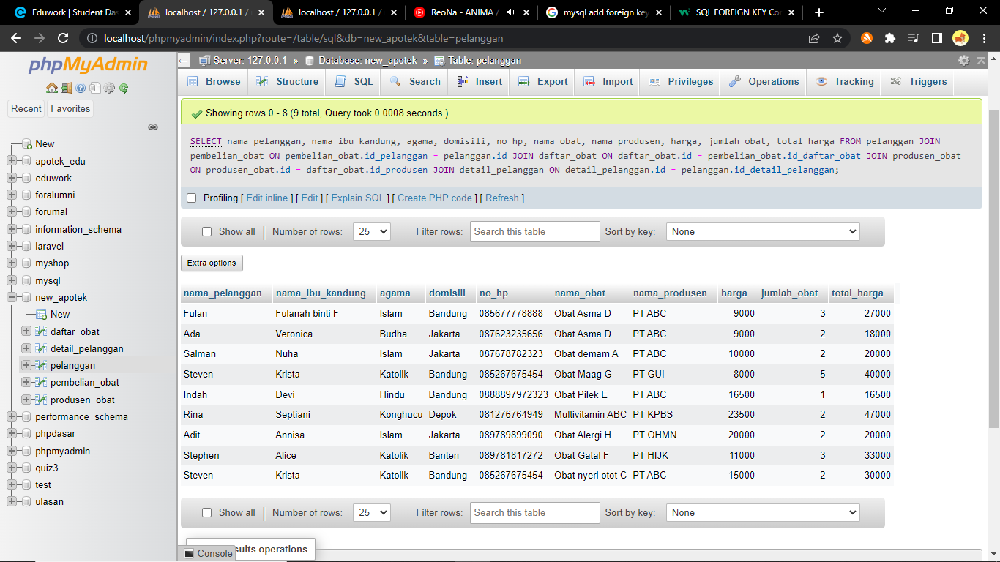 Eduwork | Student Das
localhost / 127.0.0.1 /
localhost / 127.0.0.1 /
ReoNa - ANIMA /
mysql add foreign key
SQL FOREIGN KEY Con
localhost/phpmyadmin/index.php?route=/table/sql&db=new_apotek&table=pelanggan
phpMyAdmin
Recent Favorites
New
apotek_edu
eduwork
foralumni
forumal
information_schema
laravel
myshop
mysql
new_apotek
New
daftar_obat
detail_pelanggan
pelanggan
pembelian_obat
produsen_obat
performance_schema
phpdasar
phpmyadmin
quiz3
test
ulasan
Server: 127.0.0.1 » Database: new_apotek » Table: pelanggan
Browse Structure SQL Search Insert Export Import Privileges Operations Tracking Triggers
Showing rows 0 - 8 (9 total, Query took 0.0008 seconds.)
SELECT nama_pelanggan, nama_ibu_kandung, agama, domisili, no_hp, nama_obat, nama_produsen, harga, jumlah_obat, total_harga FROM pelanggan JOIN
pembelian_obat ON pembelian_obat.id_pelanggan = pelanggan.id JOIN daftar_obat ON daftar_obat.id = pembelian_obat.id_daftar_obat JOIN produsen_obat
ON produsen_obat.id = daftar_obat.id_produsen JOIN detail_pelanggan ON detail_pelanggan.id = pelanggan.id_detail_pelanggan;
Profiling [ Edit inline ] [ Edit ] [ Explain SQL ] [ Create PHP code ] [ Refresh ]
Show all Number of rows: 25 Filter rows: Search this table Sort by key: None
Extra options
nama_pelanggan nama_ibu_kandung agama domisili no_hp nama_obat nama_produsen harga jumlah_obat total_harga
Fulan Fulanah binti F Islam Bandung 085677778888 Obat Asma D PT ABC 9000 3 27000
Ada Veronica Budha Jakarta 087623235656 Obat Asma D PT ABC 9000 2 18000
Salman Nuha Islam Jakarta 087678782323 Obat demam A PT ABC 10000 2 20000
Steven Krista Katolik Bandung 085267675454 Obat Maag G PT GUI 8000 5 40000
Indah Devi Hindu Bandung 0888897972323 Obat Pilek E PT ABC 16500 1 16500
Rina Septiani Konghucu Depok 081276764949 Multivitamin ABC PT KPBS 23500 2 47000
Adit Annisa Islam Jakarta 089789899090 Obat Alergi H PT OHMN 20000 2 20000
Stephen Alice Katolik Banten 089781817272 Obat Gatal F PT HIJK 11000 3 33000
Steven Krista Katolik Bandung 085267675454 Obat nyeri otot C PT ABC 15000 2 30000
Show all Number of rows: 25 Filter rows: Search this table Sort by key: None
sults operations
Console